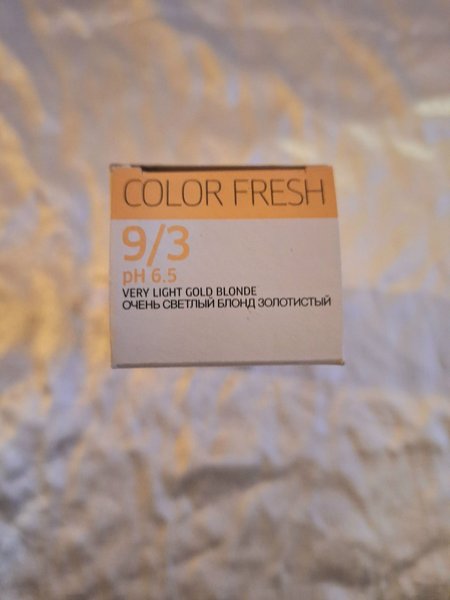 COLOR FRESH
9/3
pH 6.5
VERY LIGHT GOLD BLONDE
ОЧЕНЬ СВЕТЛЫЙ БЛОНД ЗОЛОТИСТЫЙ